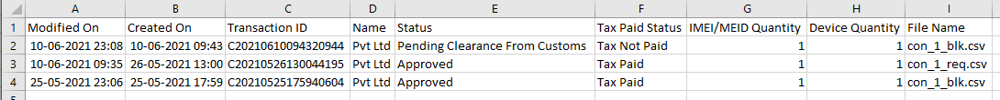 A B C D E F G H I
1 Modified On Created On Transaction ID Name Status Tax Paid Status IMEI/MEID Quantity Device Quantity File Name
2 10-06-2021 23:08 10-06-2021 09:43 C20210610094320944 Pvt Ltd Pending Clearance From Customs Tax Not Paid 1 1 con_1_blk.csv
3 10-06-2021 09:35 26-05-2021 13:00 C20210526130044195 Pvt Ltd Approved Tax Paid 1 1 con_1_req.csv
4 25-05-2021 23:06 25-05-2021 17:59 C20210525175940604 Pvt Ltd Approved Tax Paid 1 1 con_1_blk.csv